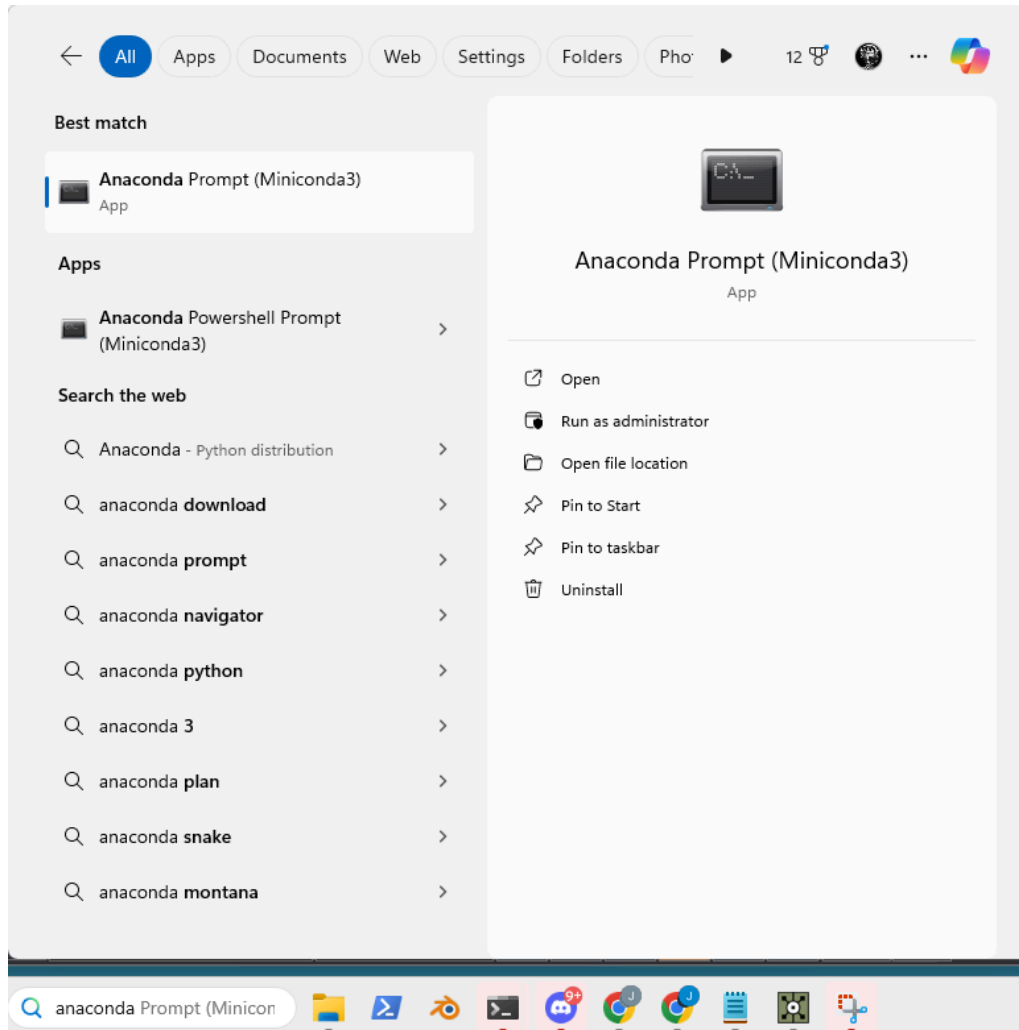 All Apps Documents Web Settings Folders Pho 12
Best match
Anaconda Prompt (Miniconda3)
App
Apps
Anaconda Powershell Prompt
(Miniconda3)
Search the web
Anaconda - Python distribution
anaconda download
anaconda prompt
anaconda navigator
anaconda python
anaconda 3
anaconda plan
anaconda snake
anaconda montana
C:\_
Anaconda Prompt (Miniconda3)
App
Open
Run as administrator
Open file location
Pin to Start
Pin to taskbar
Uninstall
anaconda Prompt (Minicon
9+
J
J